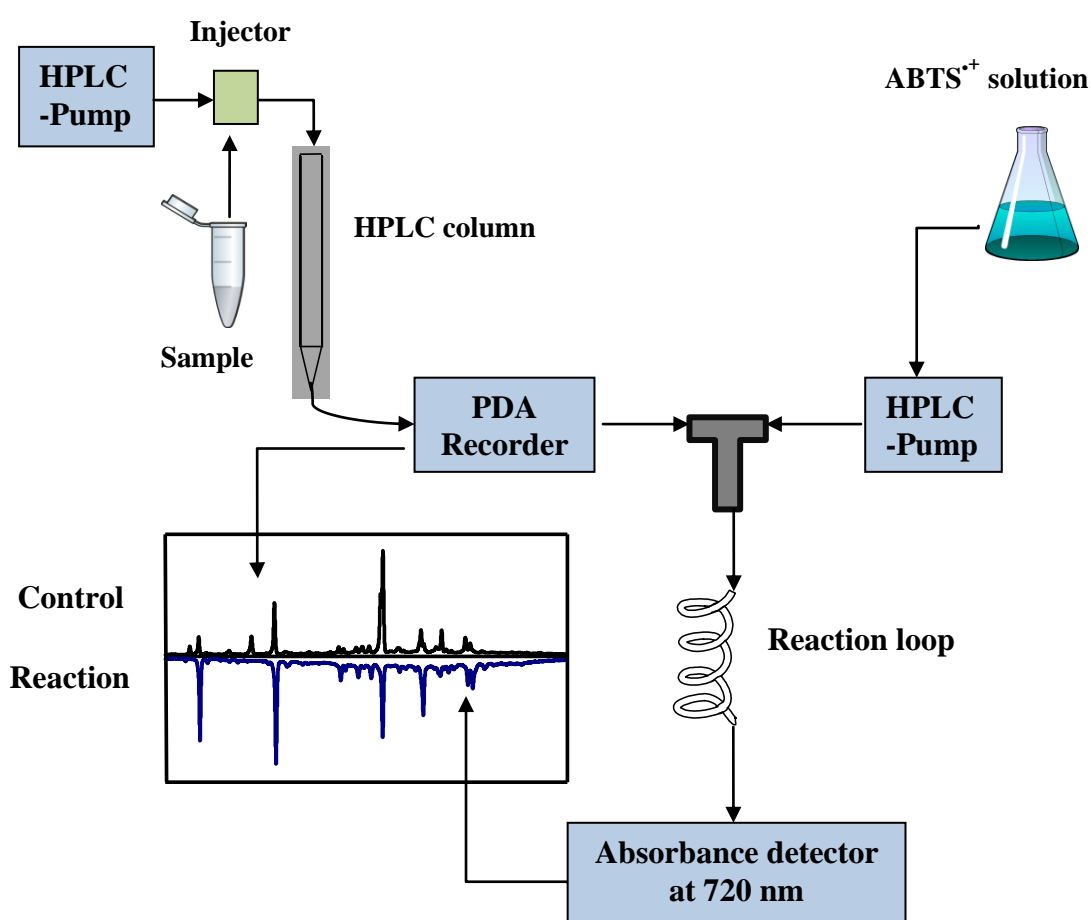 Injector
HPLC
-Pump
ABTS•+ solution
HPLC column
Sample
PDA
Recorder
HPLC
-Pump
Control
Reaction
Reaction loop
Absorbance detector
at 720 nm